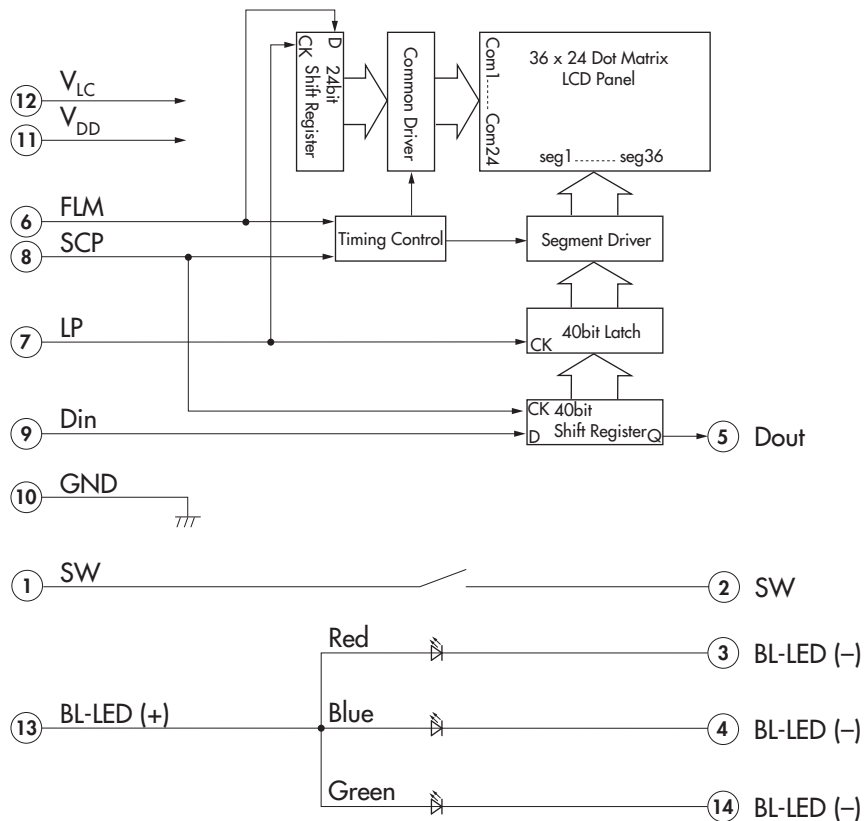 D
CK
24bit
Shift Register
Common Driver
Com1
Com24
36 x 24 Dot Matrix
LCD Panel
seg1 ........ seg36
12 VLC
11 VDD
6 FLM
Timing Control
Segment Driver
8 SCP
7 LP
40bit Latch
CK
CK 40bit
9 Din
D Shift Register Q
5 Dout
10 GND
1 SW
2 SW
Red
3 BL-LED (–)
13 BL-LED (+)
Blue
4 BL-LED (–)
Green
14 BL-LED (–)